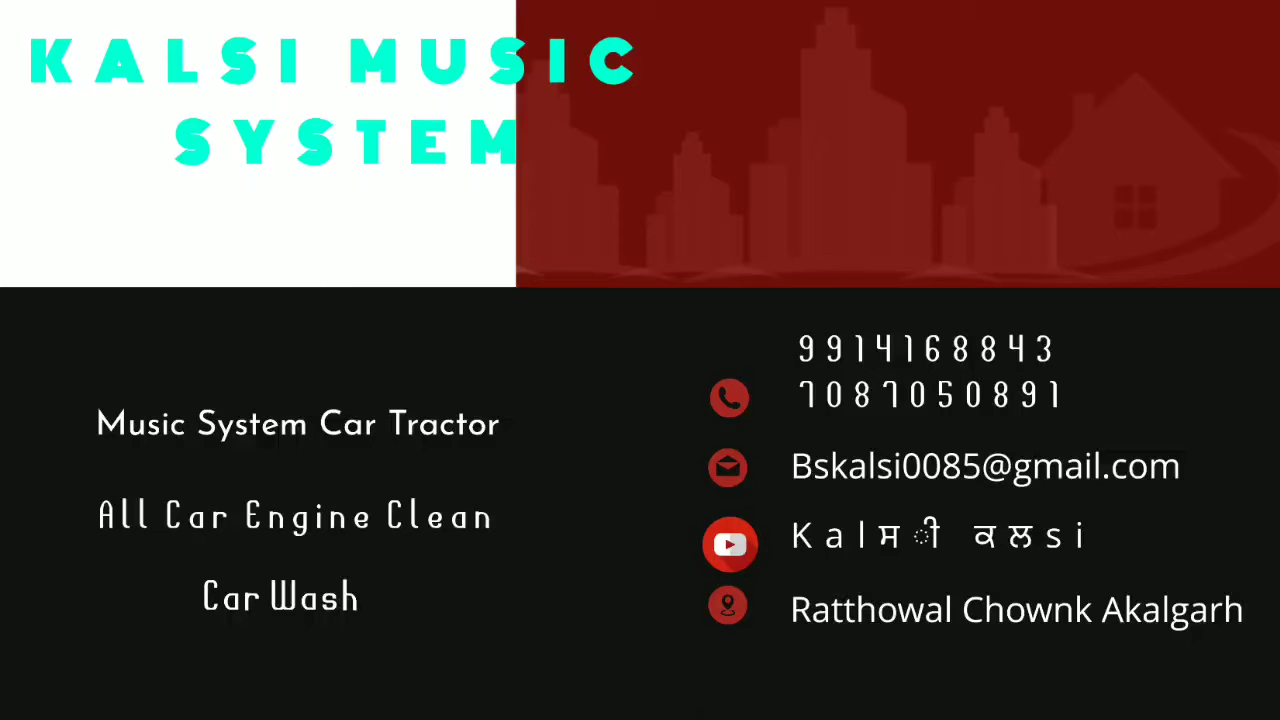 KALSI MUSIC
SYSTEM
Music System Car Tractor
All Car Engine Clean
Car Wash
9914168843
7087050891
Bskalsi0085@gmail.com
Kalਸੀ ਕਲsi
Ratthowal Chownk Akalgarh